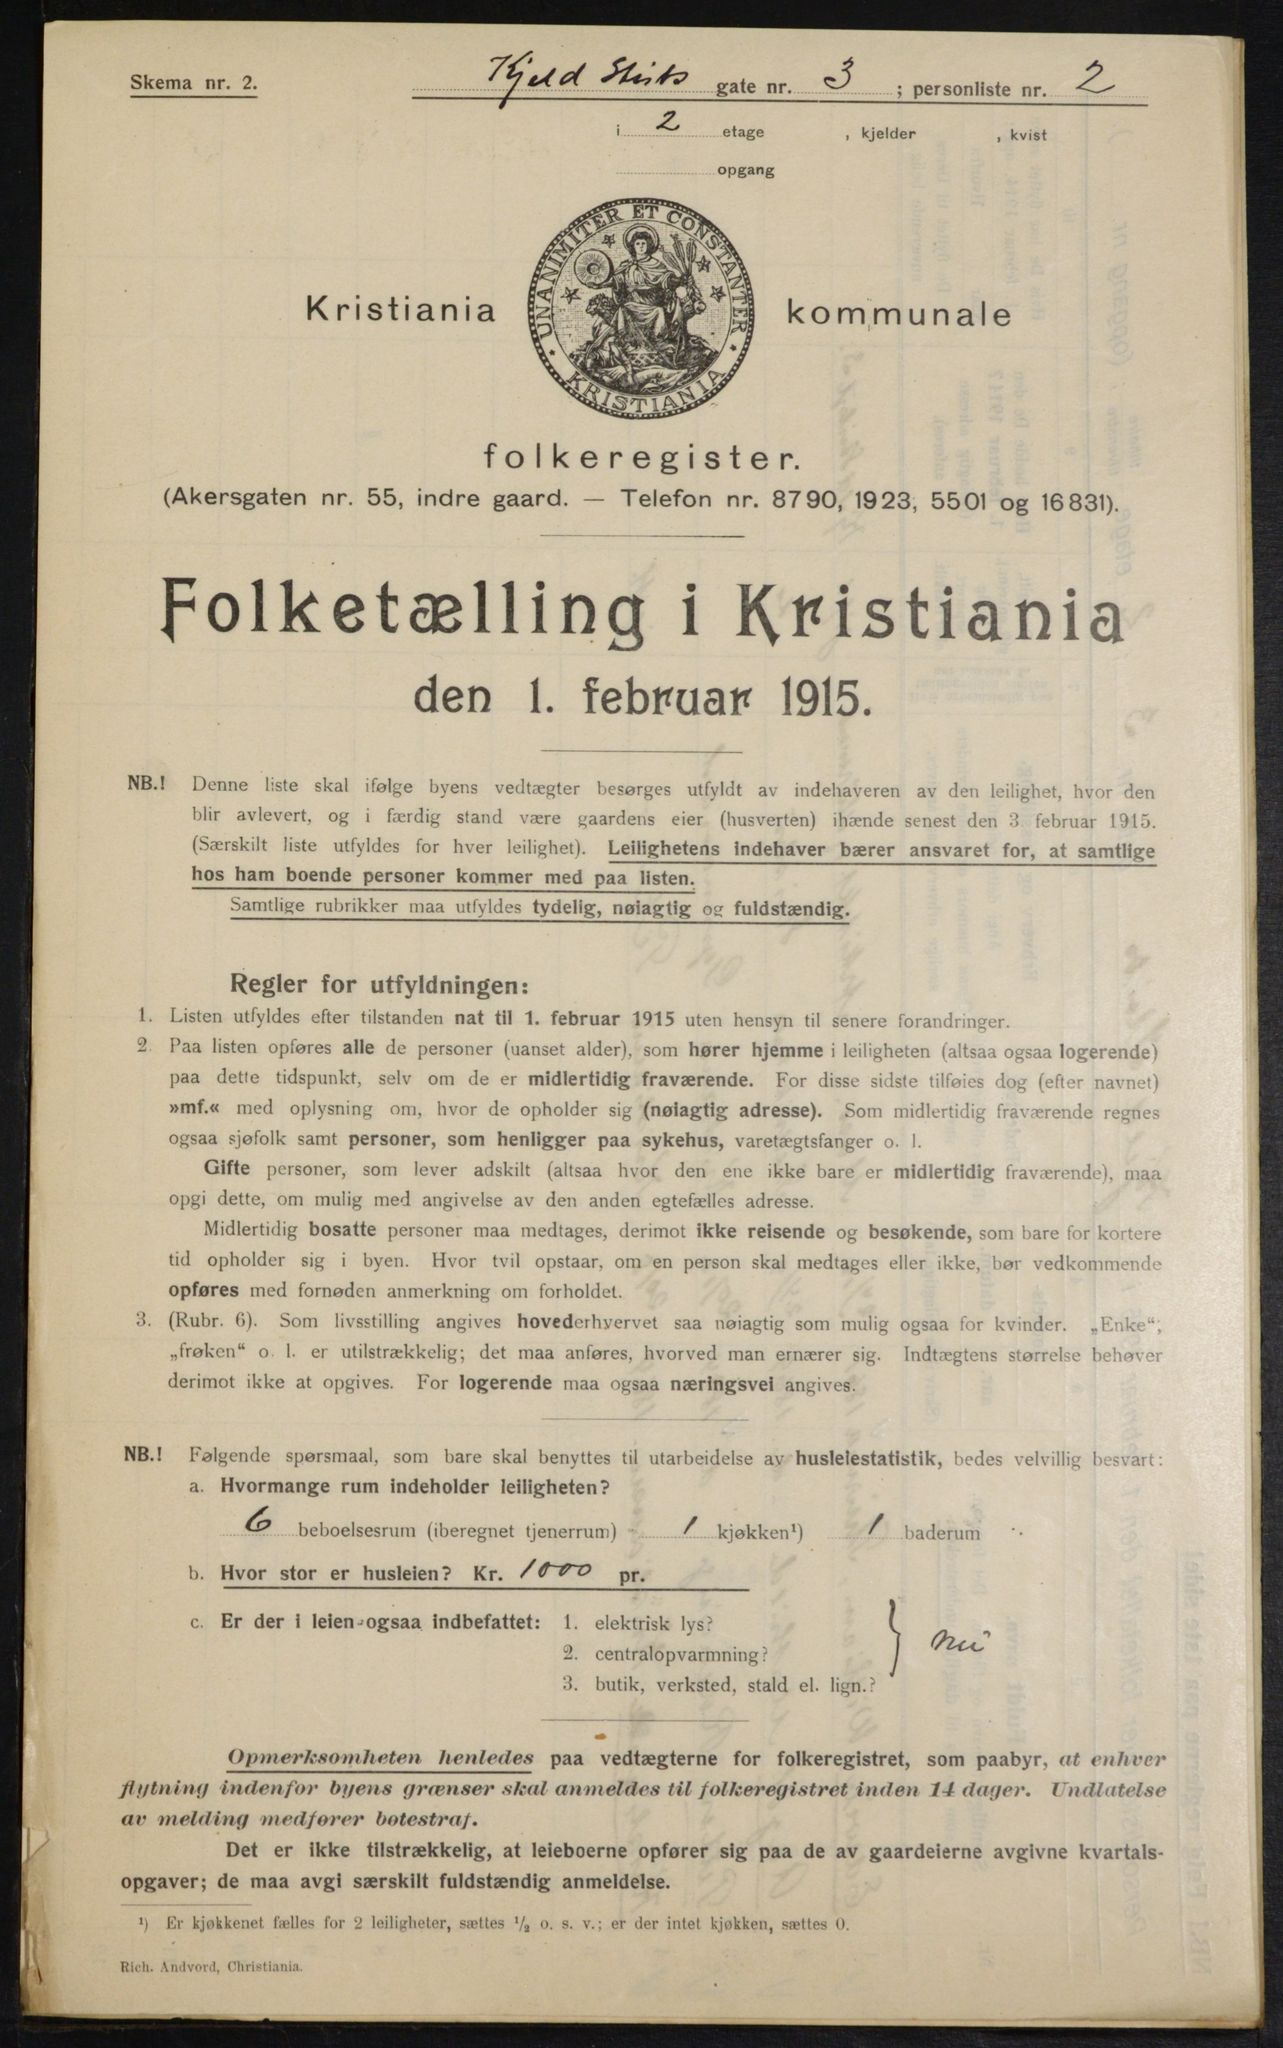 Skema nr. 2.
Kjeld Stubs gate nr. 3 ; personliste nr. 2
i 2 etage , kjelder , kvist
opgang
UNANIMITER ET CONSTANTER
KRISTIANIA
Kristiania kommunale
folkeregister.
(Akersgaten nr. 55, indre gaard. — Telefon nr. 8790, 1923, 5501 og 16831).
Folketælling i Kristiania
den 1. februar 1915.
NB.! Denne liste skal ifølge byens vedtægter besørges utfyldt av indehaveren av den leilighet, hvor den
blir avlevert, og i færdig stand være gaardens eier (husverten) ihænde senest den 3. februar 1915.
(Særskilt liste utfyldes for hver leilighet). Leilighetens indehaver bærer ansvaret for, at samtlige
hos ham boende personer kommer med paa listen.
Samtlige rubrikker maa utfyldes tydelig, nøiagtig og fuldstændig.
Regler for utfyldningen:
1. Listen utfyldes efter tilstanden nat til 1. februar 1915 uten hensyn til senere forandringer.
2. Paa listen opføres alle de personer (uanset alder), som hører hjemme i leiligheten (altsaa ogsaa logerende)
paa dette tidspunkt, selv om de er midlertidig fraværende. For disse sidste tilføies dog (efter navnet)
»mf.« med oplysning om, hvor de opholder sig (nøiagtig adresse). Som midlertidig fraværende regnes
ogsaa sjøfolk samt personer, som henligger paa sykehus, varetægtsfanger o. l.
Gifte personer, som lever adskilt (altsaa hvor den ene ikke bare er midlertidig fraværende), maa
opgi dette, om mulig med angivelse av den anden egtefælles adresse.
Midlertidig bosatte personer maa medtages, derimot ikke reisende og besøkende, som bare for kortere
tid opholder sig i byen. Hvor tvil opstaar, om en person skal medtages eller ikke, bør vedkommende
opføres med fornøden anmerkning om forholdet.
3. (Rubr. 6). Som livsstilling angives hovederhvervet saa nøiagtig som mulig ogsaa for kvinder. „Enke“,
„frøken“ o. l. er utilstrækkelig; det maa anføres, hvorved man ernærer sig. Indtægtens størrelse behøver
derimot ikke at opgives. For logerende maa ogsaa næringsvei angives.
NB.! Følgende spørsmaal, som bare skal benyttes til utarbeidelse av husleiestatistik, bedes velvillig besvart:
a. Hvormange rum indeholder leiligheten?
6 beboelsesrum (iberegnet tjenerrum) 1 kjøkken¹) 1 baderum
b. Hvor stor er husleien? Kr. 1000 pr.
c. Er der i leien ogsaa indbefattet: 1. elektrisk lys?
2. centralopvarmning?
3. butik, verksted, stald el. lign.?
Opmerksomheten henledes paa vedtægterne for folkeregistret, som paabyr, at enhver
flytning indenfor byens grænser skal anmeldes til folkeregistret inden 14 dager. Undlatelse
av melding medfører bøtestraf.
Det er ikke tilstrækkelig, at leieboerne opfører sig paa de av gaardeierne avgivne kvartals-
opgaver; de maa avgi særskilt fuldstændig anmeldelse.
¹) Er kjøkkenet fælles for 2 leiligheter, sættes ½ o. s. v.; er der intet kjøkken, sættes 0.
Rich. Andvord, Christiania.